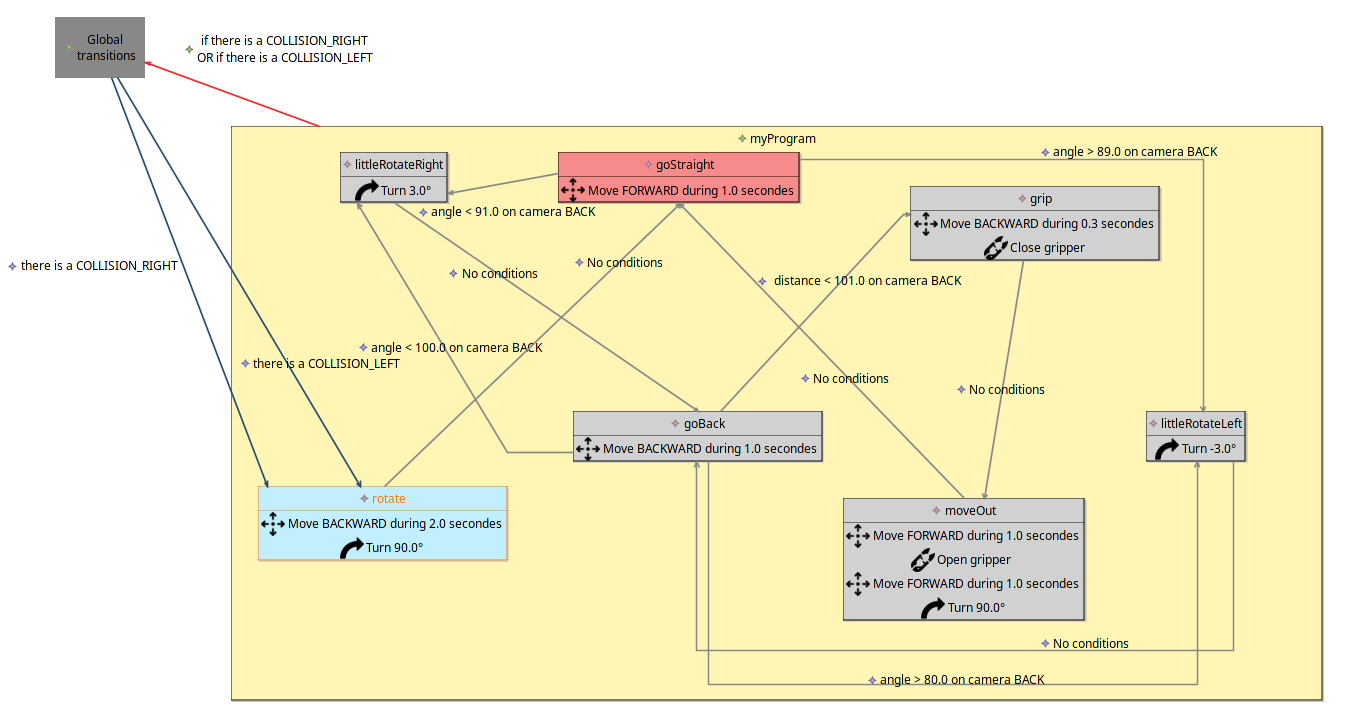 Global
transitions
if there is a COLLISION_RIGHT
OR if there is a COLLISION_LEFT
myProgram
littleRotateRight
Turn 3.0°
goStraight
Move FORWARD during 1.0 secondes
angle > 89.0 on camera BACK
grip
Move BACKWARD during 0.3 secondes
Close gripper
angle < 91.0 on camera BACK
there is a COLLISION_RIGHT
No conditions
No conditions
distance < 101.0 on camera BACK
angle < 100.0 on camera BACK
there is a COLLISION_LEFT
No conditions
No conditions
goBack
Move BACKWARD during 1.0 secondes
littleRotateLeft
Turn -3.0°
rotate
Move BACKWARD during 2.0 secondes
Turn 90.0°
moveOut
Move FORWARD during 1.0 secondes
Open gripper
Move FORWARD during 1.0 secondes
Turn 90.0°
No conditions
angle > 80.0 on camera BACK